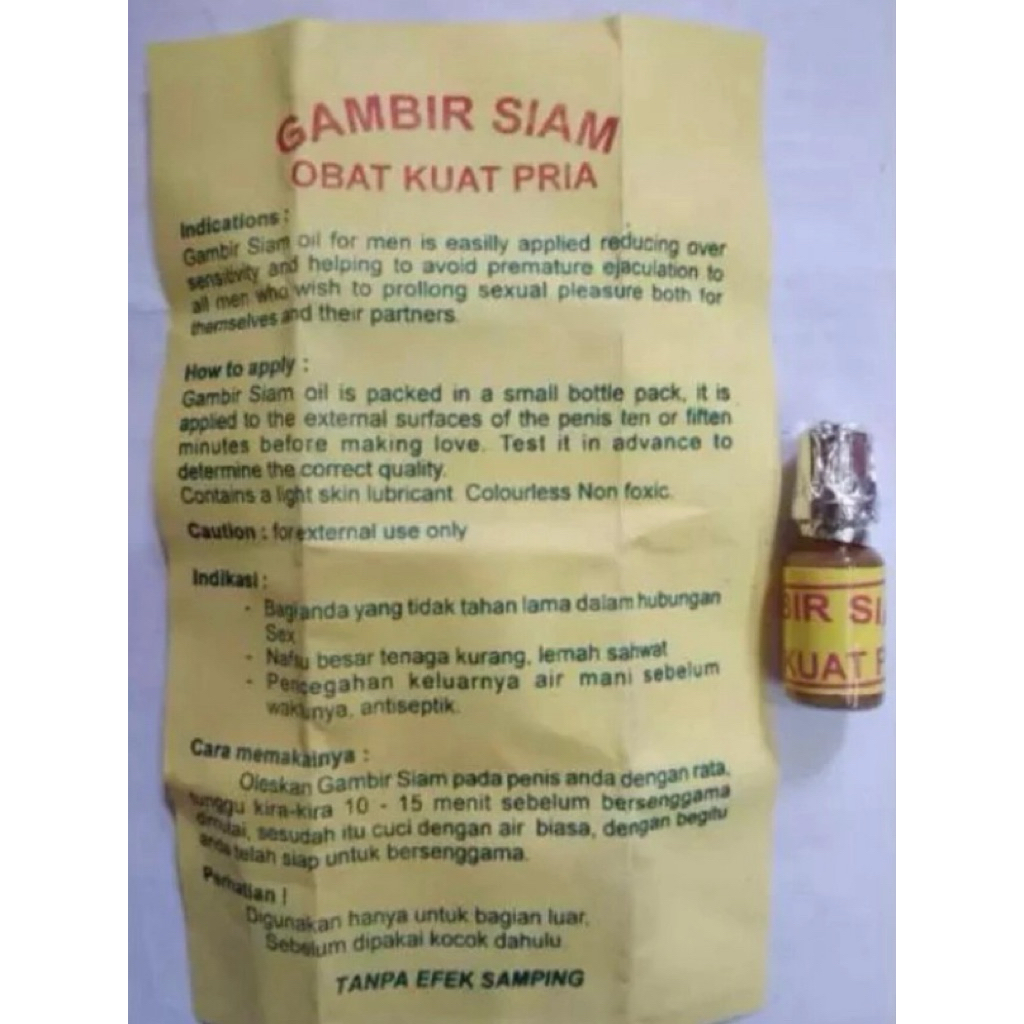 GAMBIR SIAM
OBAT KUAT PRIA
Indications :
Gambir Siam oil for men is easilly applied reducing over
sensitivity and helping to avoid premature ejaculation to
all men who wish to prollong sexual pleasure both for
themselves and their partners.
How to apply :
Gambir Siam oil is packed in a small bottle pack, it is
applied to the external surfaces of the penis ten or fiften
minutes before making love. Test it in advance to
determine the correct quality.
Contains a light skin lubricant Colourless Non foxic.
Caution : for external use only
Indikasi :
- Bagi anda yang tidak tahan lama dalam hubungan
Sex
- Nafsu besar tenaga kurang, lemah sahwat
- Pencegahan keluarnya air mani sebelum
waktunya, antiseptik.
Cara memakainya :
Oleskan Gambir Siam pada penis anda dengan rata,
tunggu kira-kira 10 - 15 menit sebelum bersenggama
dimulai, sesudah itu cuci dengan air biasa, dengan begitu
anda telah siap untuk bersenggama.
Perhatian !
Digunakan hanya untuk bagian luar.
Sebelum dipakai kocok dahulu
TANPA EFEK SAMPING
BIR SIA
KUAT P